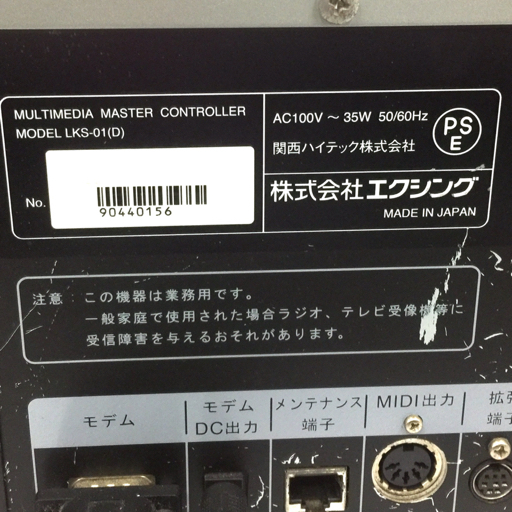 MULTIMEDIA MASTER CONTROLLER
MODEL LKS-01(D)
No.
90440156
AC100V ～ 35W 50/60Hz
関西ハイテック株式会社
PS
E
株式会社エクシング
MADE IN JAPAN
注意：この機器は業務用です。
一般家庭で使用された場合ラジオ、テレビ受像機等に
受信障害を与えるおそれがあります。
モデム
モデム
DC出力
メンテナンス
端子
MIDI出力
拡張
端子